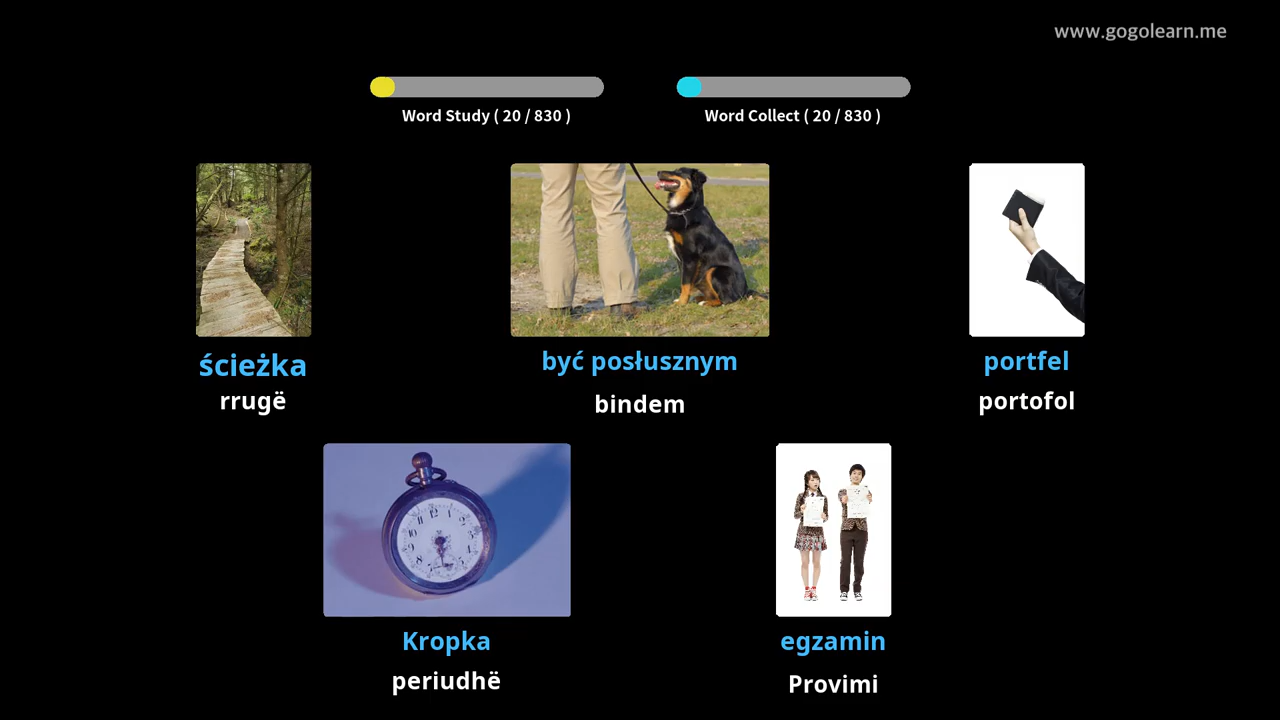 www.gogolearn.me
Word Study ( 20 / 830 )
Word Collect ( 20 / 830 )
ścieżka
rrugë
być posłusznym
bindem
portfel
portofol
Kropka
periudhë
egzamin
Provimi